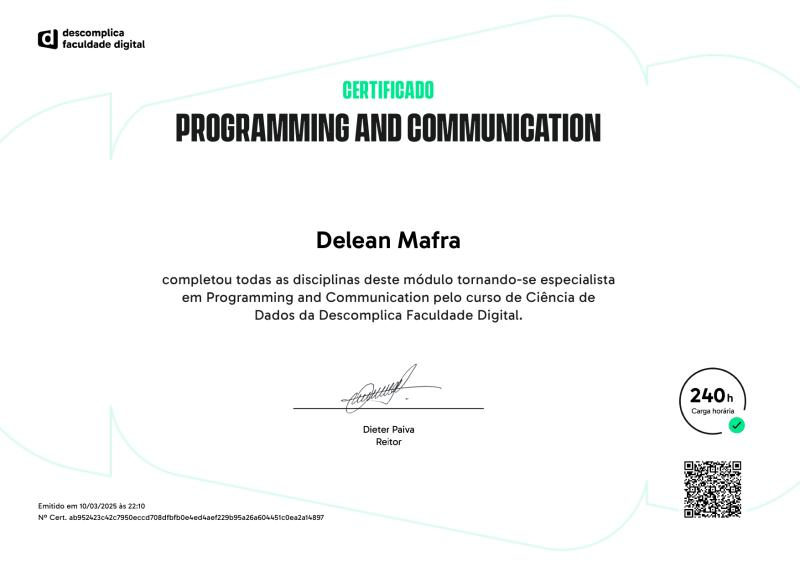 descomplica
faculdade digital
CERTIFICADO
PROGRAMMING AND COMMUNICATION
Delean Mafra
completou todas as disciplinas deste módulo tornando-se especialista
em Programming and Communication pelo curso de Ciência de
Dados da Descomplica Faculdade Digital.
Dieter Paiva
Reitor
240h
Carga horária
Emitido em 10/03/2025 às 22:10
Nº Cert. ab952423c42c7950eccd708dfbfb0e4ed4aef229b95a26a604451c0ea2a14897